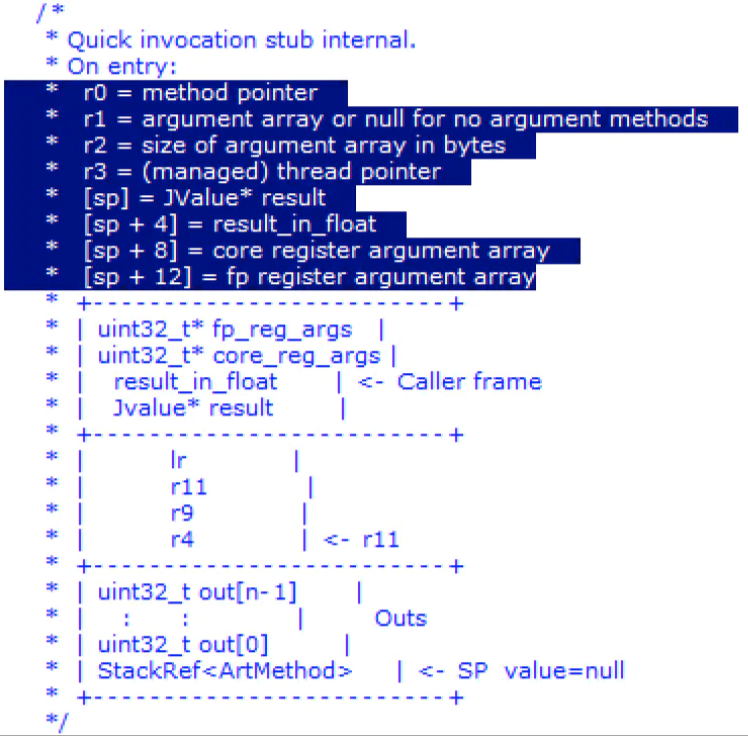 /*
* Quick invocation stub internal.
* On entry:
* r0 = method pointer
* r1 = argument array or null for no argument methods
* r2 = size of argument array in bytes
* r3 = (managed) thread pointer
* [sp] = JValue* result
* [sp + 4] = result_in_float
* [sp + 8] = core register argument array
* [sp + 12] = fp register argument array
* +-------------------------+
* | uint32_t* fp_reg_args |
* | uint32_t* core_reg_args |
* | result_in_float | <- Caller frame
* | Jvalue* result |
* +-------------------------+
* | lr |
* | r11 |
* | r9 |
* | r4 | <- r11
* +-------------------------+
* | uint32_t out[n-1] |
* | : : | Outs
* | uint32_t out[0] |
* | StackRef<ArtMethod> | <- SP value=null
* +-------------------------+
*/